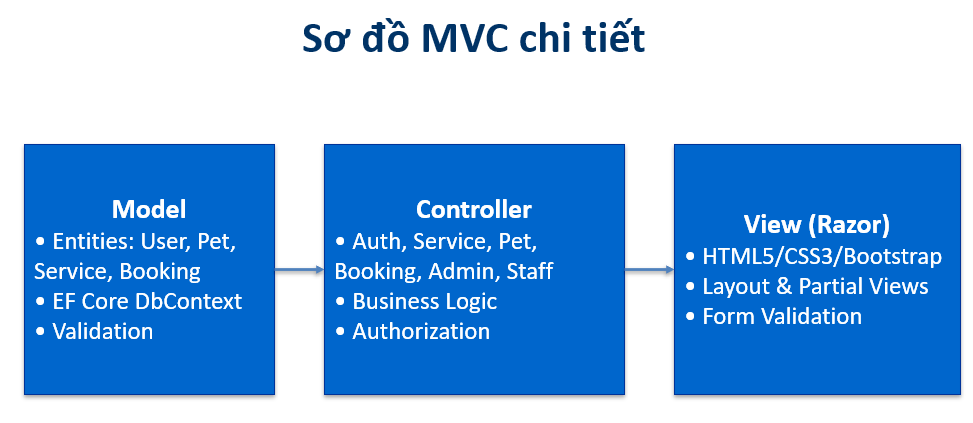 Sơ đồ MVC chi tiết
Model
• Entities: User, Pet,
Service, Booking
• EF Core DbContext
• Validation
Controller
• Auth, Service, Pet,
Booking, Admin, Staff
• Business Logic
• Authorization
View (Razor)
• HTML5/CSS3/Bootstrap
• Layout & Partial Views
• Form Validation